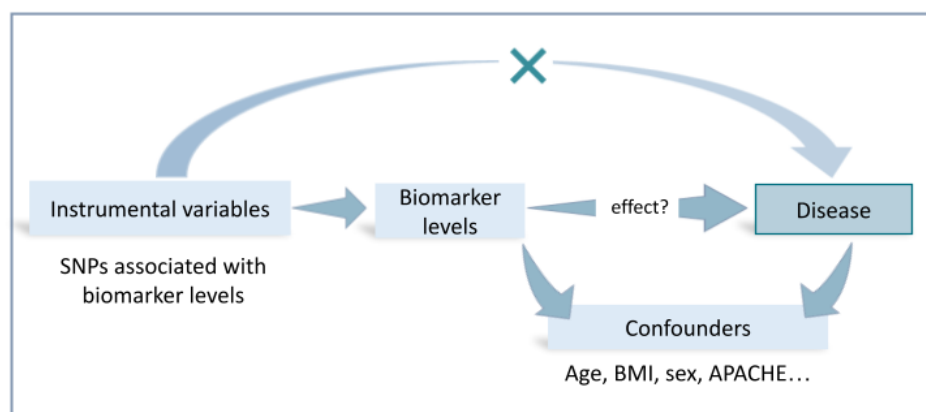 Instrumental variables
SNPs associated with
biomarker levels
Biomarker
levels
effect?
Disease
Confounders
Age, BMI, sex, APACHE…